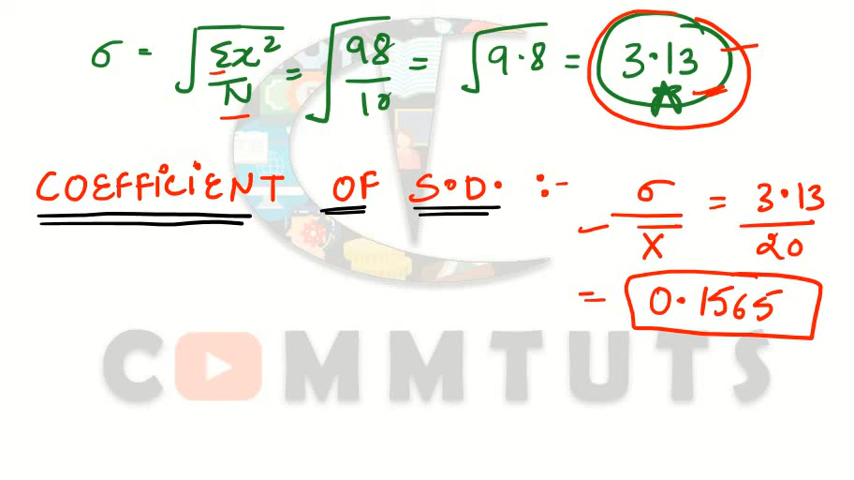 σ = √Σx²/N = √98/10 = √9.8 = 3.13
COEFFICIENT OF S.D. :- σ/X̅ = 3.13/20
= 0.1565
COMMTUTS